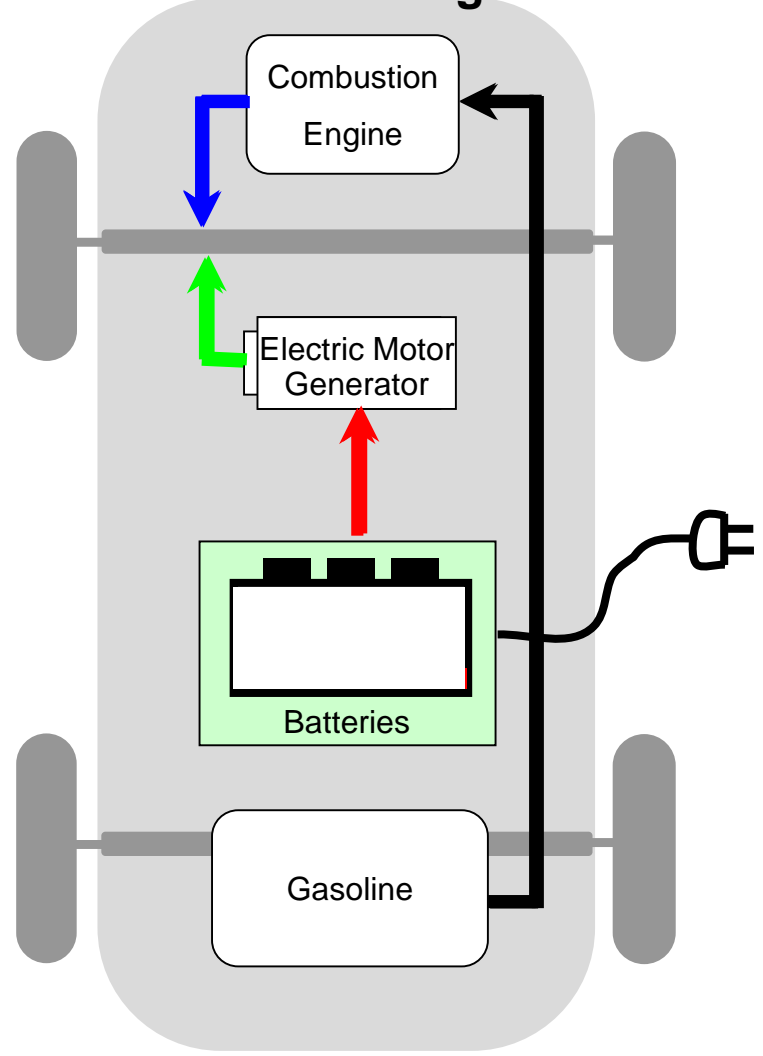 Combustion
Engine
Electric Motor
Generator
Batteries
Gasoline